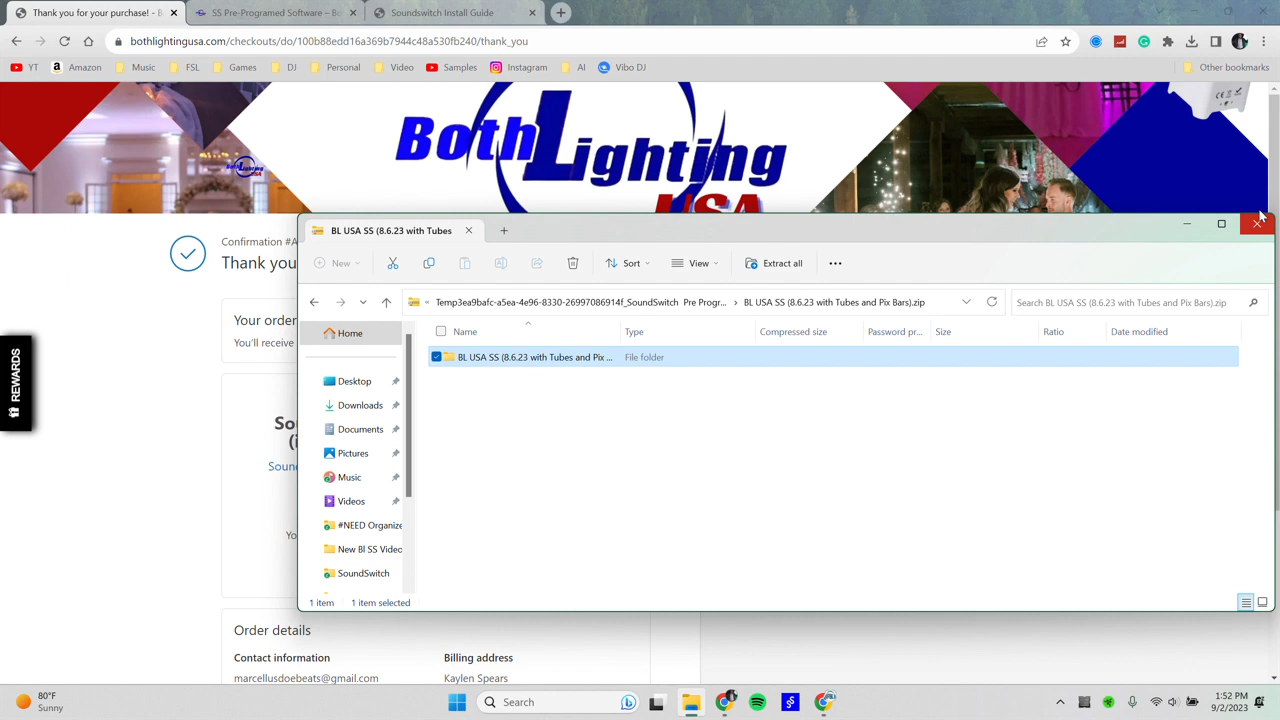 Thank you for your purchase! - B
SS Pre-Programed Software – Bo
Soundswitch Install Guide
bothlightingusa.com/checkouts/do/100b88edd16a369b7944c48a530fb240/thank_you
YT
Amazon
Music
FSL
Games
DJ
Personal
Video
Samples
Instagram
AI
Vibo DJ
Other bookmarks
Both Lighting
USA
Confirmation #A
Thank you
Your order
You'll receive
REWARDS
Sou
(i
Soun
Yo
Order details
Contact information
Billing address
marcellusdoebeats@gmail.com
Kaylen Spears
BL USA SS (8.6.23 with Tubes
New
Sort
View
Extract all
Temp3ea9bafc-a5ea-4e96-8330-26997086914f_SoundSwitch Pre Progr...
BL USA SS (8.6.23 with Tubes and Pix Bars).zip
Search BL USA SS (8.6.23 with Tubes and Pix Bars).zip
Name
Type
Compressed size
Password pr...
Size
Ratio
Date modified
BL USA SS (8.6.23 with Tubes and Pix ...
File folder
Home
Desktop
Downloads
Documents
Pictures
Music
Videos
#NEED Organize
New Bl SS Video
SoundSwitch
1 item
1 item selected
80°F
Sunny
Search
1:52 PM
9/2/2023